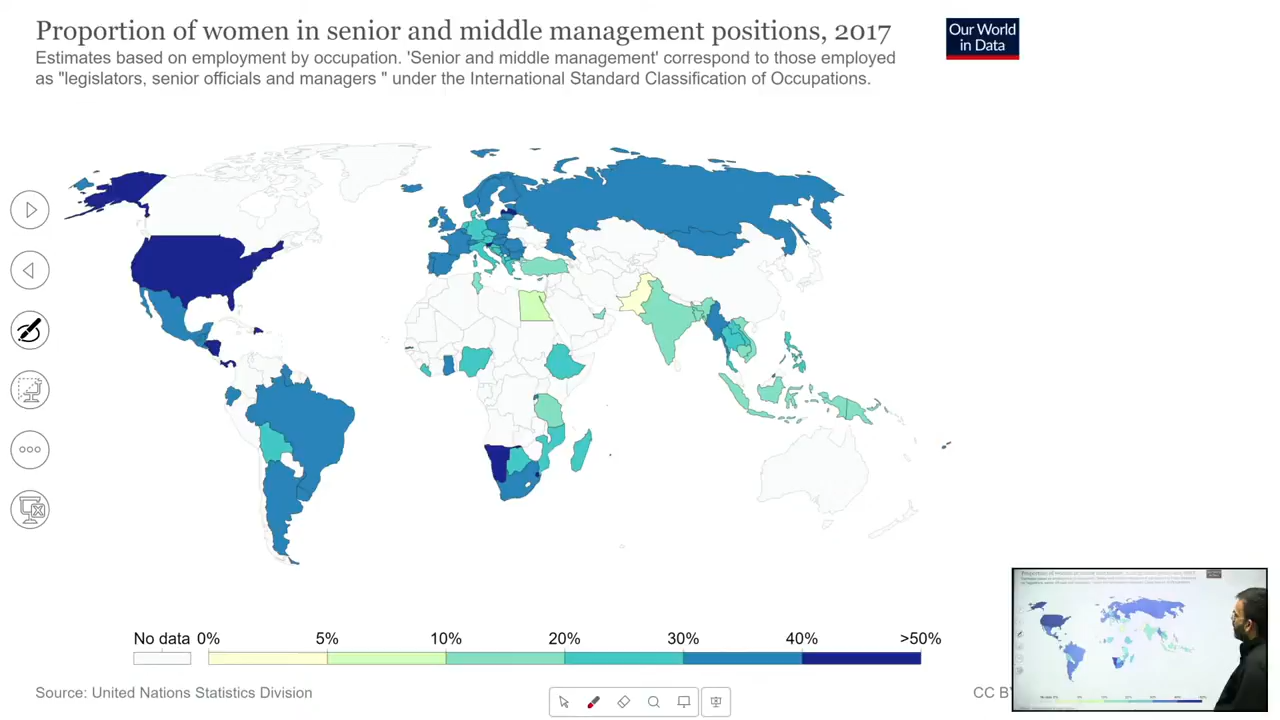 Proportion of women in senior and middle management positions, 2017
Our World
in Data
Estimates based on employment by occupation. 'Senior and middle management' correspond to those employed
as "legislators, senior officials and managers " under the International Standard Classification of Occupations.
No data 0% 5% 10% 20% 30% 40% >50%
Source: United Nations Statistics Division
CC BY